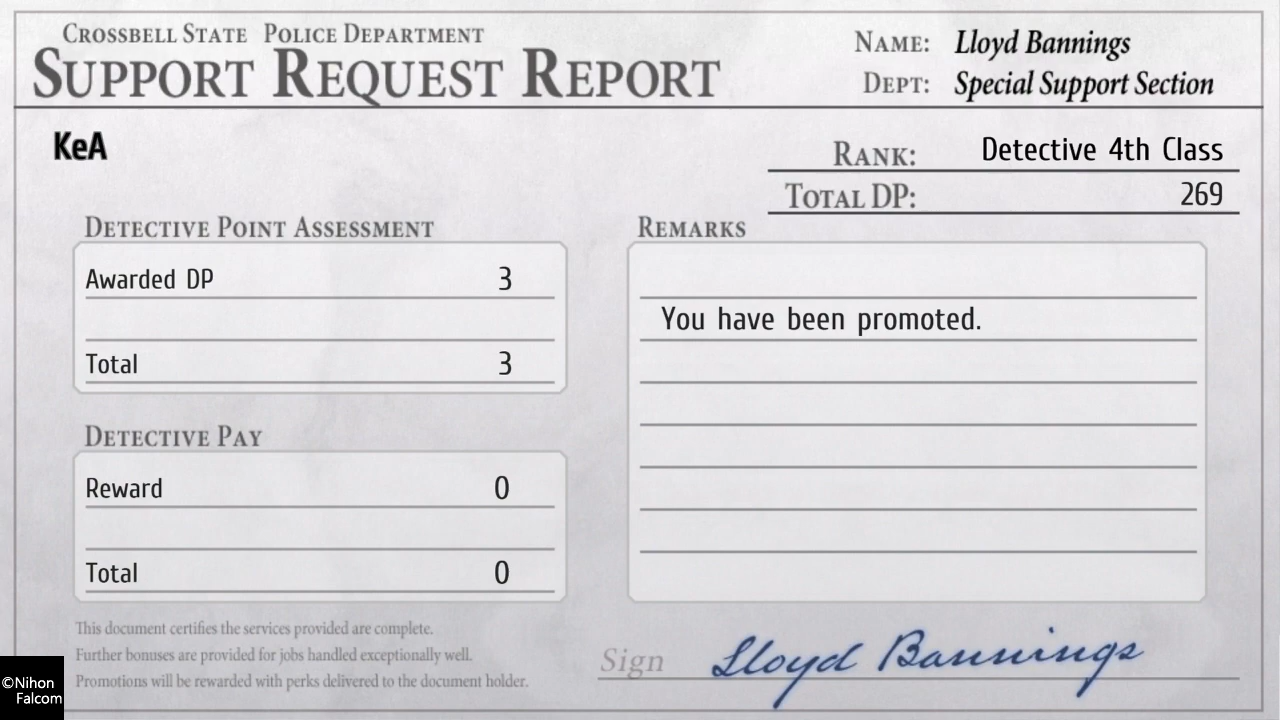 CROSSBELL STATE POLICE DEPARTMENT
SUPPORT REQUEST REPORT
NAME: Lloyd Bannings
DEPT: Special Support Section
KeA
RANK: Detective 4th Class
TOTAL DP: 269
DETECTIVE POINT ASSESSMENT
Awarded DP 3
Total 3
DETECTIVE PAY
Reward 0
Total 0
REMARKS
You have been promoted.
This document certifies the services provided are complete.
Further bonuses are provided for jobs handled exceptionally well.
Promotions will be rewarded with perks delivered to the document holder.
Sign Lloyd Bannings
©Nihon
Falcom